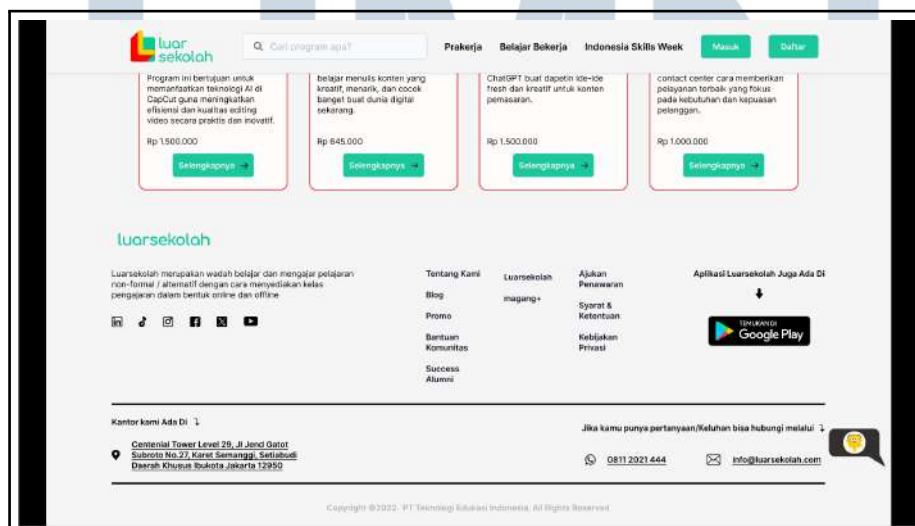 luar
sekolah
Cari program apa?
Prakerja
Belajar Bekerja
Indonesia Skills Week
Masuk
Daftar
Program ini bertujuan untuk
memanfaatkan teknologi AI di
CapCut guna meningkatkan
efisiensi dan kualitas editing
video secara praktis dan inovatif.
Rp 1.500.000
Selengkapnya →
belajar menulis konten yang
kreatif, menarik, dan cocok
banget buat dunia digital
sekarang.
Rp 645.000
Selengkapnya →
ChatGPT buat dapetin ide-ide
fresh dan kreatif untuk konten
pemasaran.
Rp 1.500.000
Selengkapnya →
contact center cara memberikan
pelayanan terbaik yang fokus
pada kebutuhan dan kepuasan
pelanggan.
Rp 1.000.000
Selengkapnya →
luarsekolah
Luarsekolah merupakan wadah belajar dan mengajar pelajaran
non-formal / alternatif dengan cara menyediakan kelas
pengajaran dalam bentuk online dan offline
Tentang Kami
Blog
Promo
Bantuan
Komunitas
Success
Alumni
Luarsekolah
magang+
Ajukan
Penawaran
Syarat &
Ketentuan
Kebijakan
Privasi
Aplikasi Luarsekolah Juga Ada Di
TEMUKAN DI
Google Play
Kantor kami Ada Di
Centenial Tower Level 29, Jl Jend Gatot
Subroto No.27, Karet Semanggi, Setiabudi
Daerah Khusus Ibukota Jakarta 12950
Jika kamu punya pertanyaan/Keluhan bisa hubungi melalui
0811 2021 444
info@luarsekolah.com
Copyright ©2022. PT Teknologi Edukasi Indonesia. All Rights Reserved